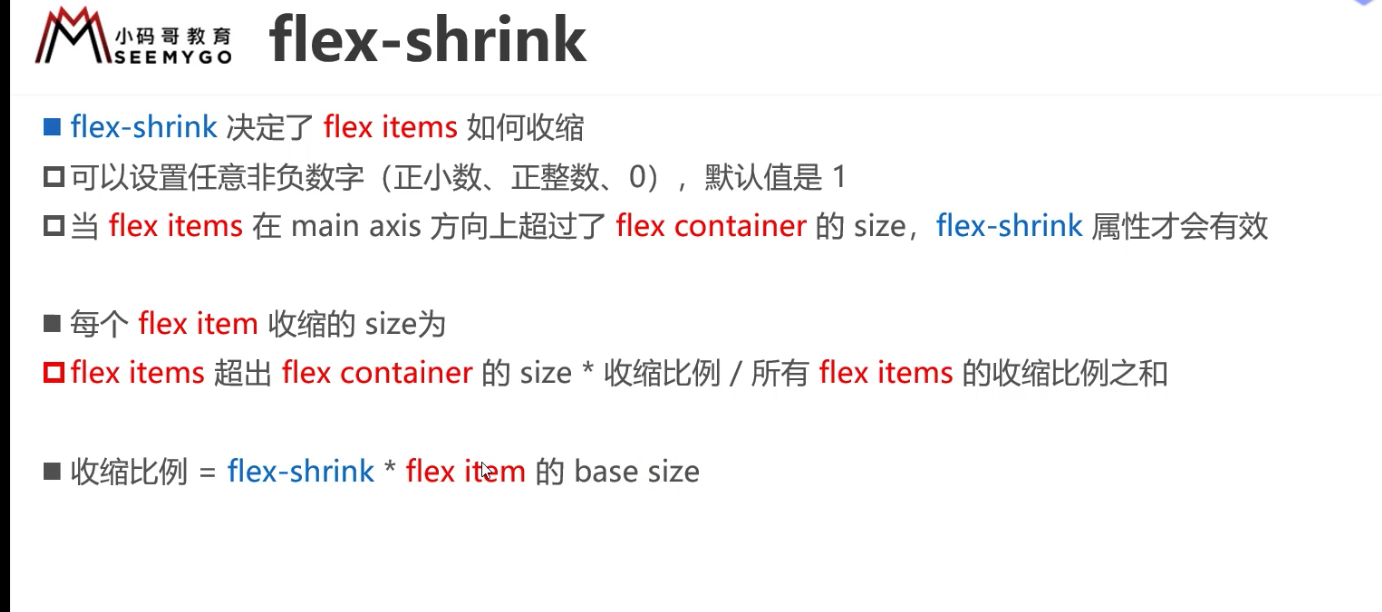 小码哥教育
SEEMYGO
flex-shrink
flex-shrink 决定了 flex items 如何收缩
可以设置任意非负数字（正小数、正整数、0），默认值是 1
当 flex items 在 main axis 方向上超过了 flex container 的 size，flex-shrink 属性才会有效
每个 flex item 收缩的 size为
flex items 超出 flex container 的 size * 收缩比例 / 所有 flex items 的收缩比例之和
收缩比例 = flex-shrink * flex item 的 base size